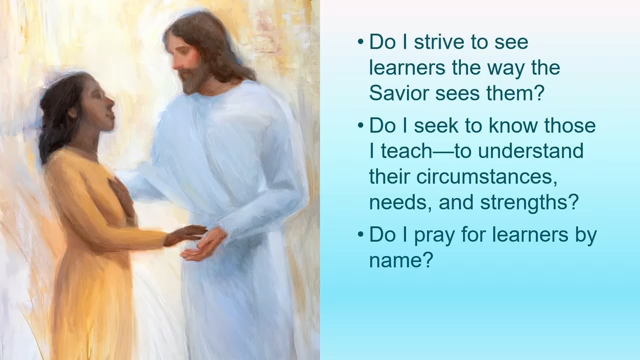 • Do I strive to see
learners the way the
Savior sees them?
• Do I seek to know those
I teach—to understand
their circumstances,
needs, and strengths?
• Do I pray for learners by
name?